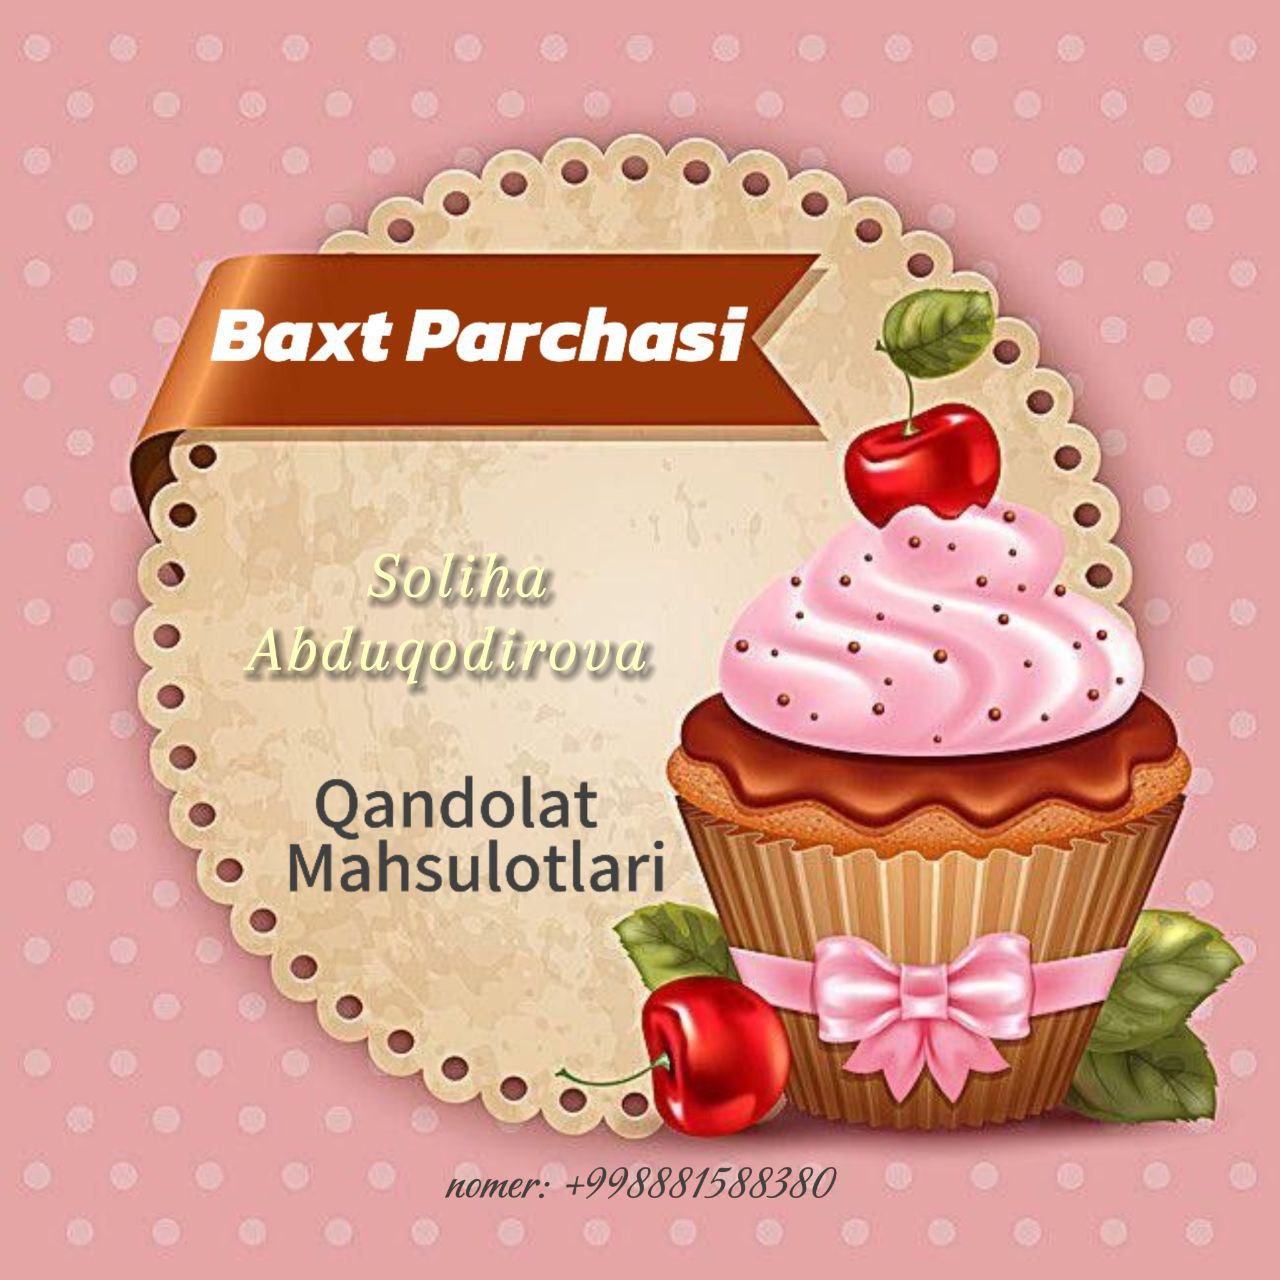 Baxt Parchasi
Soliha
Abduqodirova
Qandolat
Mahsulotlari
nomer: +998881588380